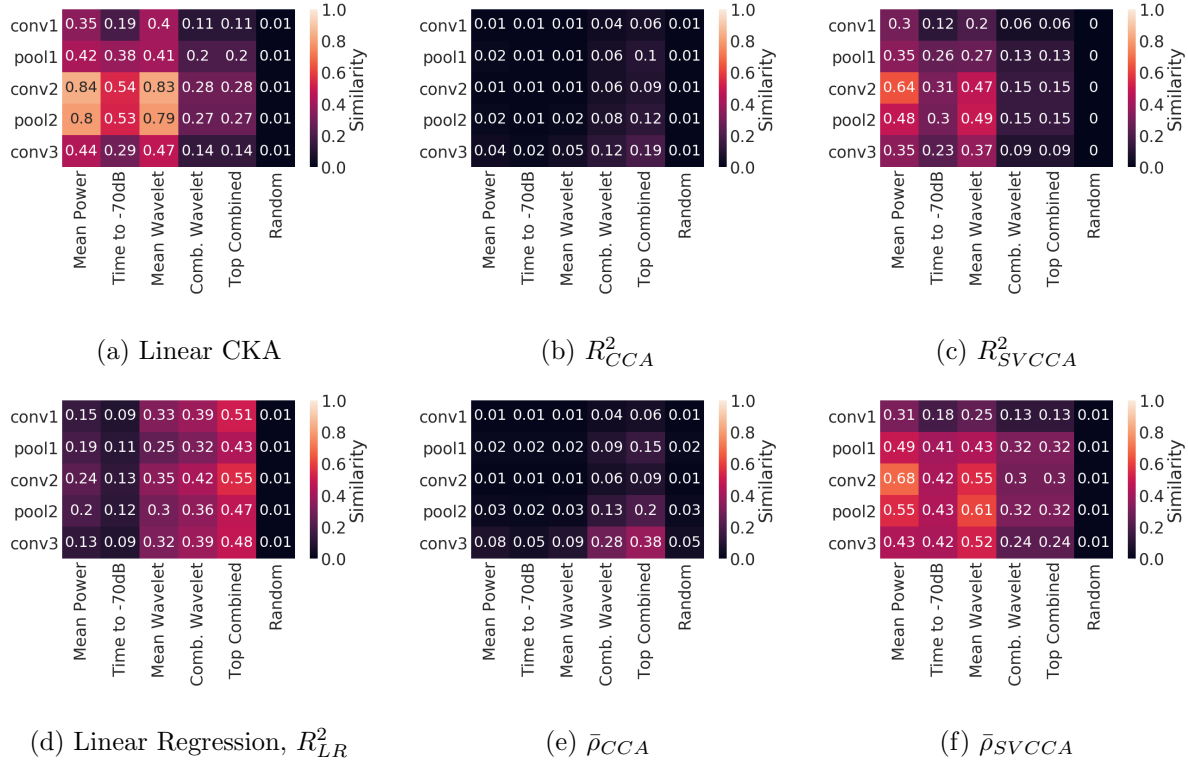 conv1 0.35 0.19 0.4 0.11 0.11 0.01
pool1 0.42 0.38 0.41 0.2 0.2 0.01
conv2 0.84 0.54 0.83 0.28 0.28 0.01
pool2 0.8 0.53 0.79 0.27 0.27 0.01
conv3 0.44 0.29 0.47 0.14 0.14 0.01
Mean Power
Time to -70dB
Mean Wavelet
Comb. Wavelet
Top Combined
Random
1.0
0.8
0.6
0.4
0.2
0.0
Similarity
(a) Linear CKA
conv1 0.01 0.01 0.01 0.04 0.06 0.01
pool1 0.02 0.01 0.01 0.06 0.1 0.01
conv2 0.01 0.01 0.01 0.06 0.09 0.01
pool2 0.02 0.01 0.02 0.08 0.12 0.01
conv3 0.04 0.02 0.05 0.12 0.19 0.01
Mean Power
Time to -70dB
Mean Wavelet
Comb. Wavelet
Top Combined
Random
1.0
0.8
0.6
0.4
0.2
0.0
Similarity
(b) R²_CCA
conv1 0.3 0.12 0.2 0.06 0.06 0
pool1 0.35 0.26 0.27 0.13 0.13 0
conv2 0.64 0.31 0.47 0.15 0.15 0
pool2 0.48 0.3 0.49 0.15 0.15 0
conv3 0.35 0.23 0.37 0.09 0.09 0
Mean Power
Time to -70dB
Mean Wavelet
Comb. Wavelet
Top Combined
Random
1.0
0.8
0.6
0.4
0.2
0.0
Similarity
(c) R²_SVCCA
conv1 0.15 0.09 0.33 0.39 0.51 0.01
pool1 0.19 0.11 0.25 0.32 0.43 0.01
conv2 0.24 0.13 0.35 0.42 0.55 0.01
pool2 0.2 0.12 0.3 0.36 0.47 0.01
conv3 0.13 0.09 0.32 0.39 0.48 0.01
Mean Power
Time to -70dB
Mean Wavelet
Comb. Wavelet
Top Combined
Random
1.0
0.8
0.6
0.4
0.2
0.0
Similarity
(d) Linear Regression, R²_LR
conv1 0.01 0.01 0.01 0.04 0.06 0.01
pool1 0.02 0.02 0.02 0.09 0.15 0.02
conv2 0.01 0.01 0.01 0.06 0.09 0.01
pool2 0.03 0.03 0.03 0.13 0.2 0.03
conv3 0.08 0.05 0.09 0.28 0.38 0.05
Mean Power
Time to -70dB
Mean Wavelet
Comb. Wavelet
Top Combined
Random
1.0
0.8
0.6
0.4
0.2
0.0
Similarity
(e) ρ̄_CCA
conv1 0.31 0.18 0.25 0.13 0.13 0.01
pool1 0.49 0.41 0.43 0.32 0.32 0.01
conv2 0.68 0.42 0.55 0.3 0.3 0.01
pool2 0.55 0.43 0.61 0.32 0.32 0.01
conv3 0.43 0.42 0.52 0.24 0.24 0.01
Mean Power
Time to -70dB
Mean Wavelet
Comb. Wavelet
Top Combined
Random
1.0
0.8
0.6
0.4
0.2
0.0
Similarity
(f) ρ̄_SVCCA